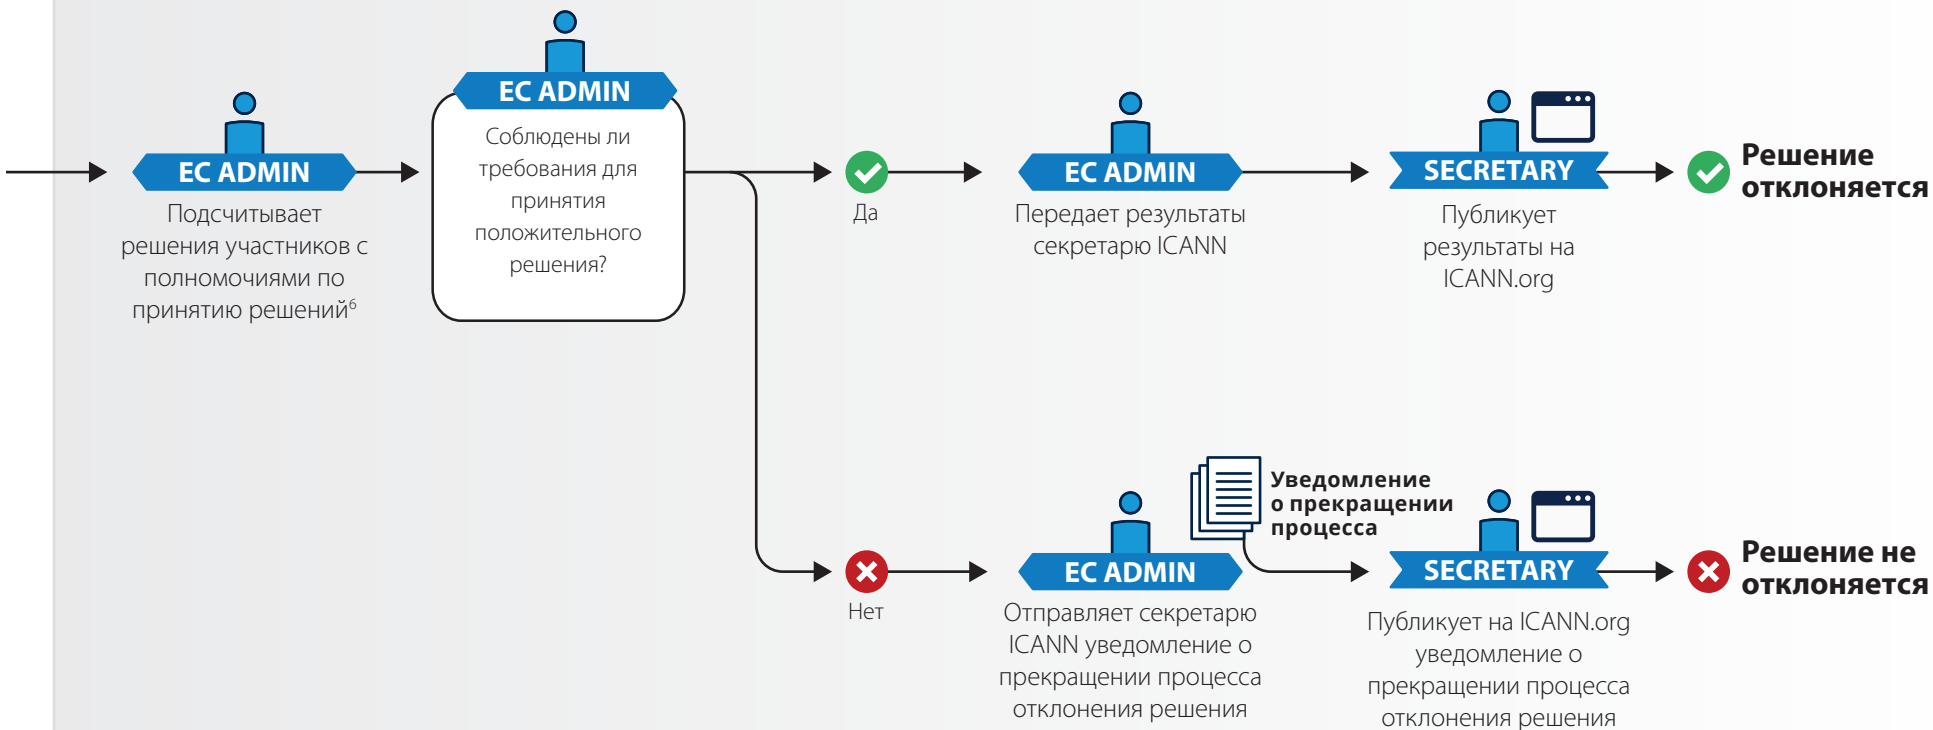 EC ADMIN
Подсчитывает
решения участников с
полномочиями по
принятию решений⁶
EC ADMIN
Соблюдены ли
требования для
принятия
положительного
решения?
Да
EC ADMIN
Передает результаты
секретарю ICANN
SECRETARY
Публикует
результаты на
ICANN.org
Решение
отклоняется
Нет
EC ADMIN
Отправляет секретарю
ICANN уведомление о
прекращении процесса
отклонения решения
Уведомление
о прекращении
процесса
SECRETARY
Публикует на ICANN.org
уведомление о
прекращении процесса
отклонения решения
Решение не
отклоняется